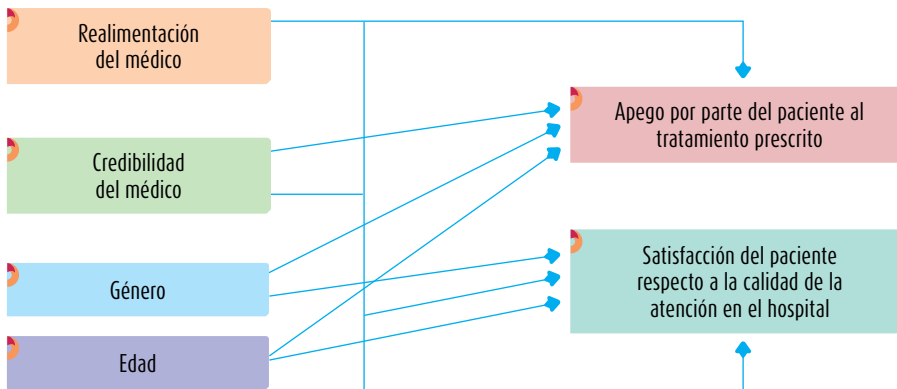 Realimentación
del médico
Credibilidad
del médico
Género
Edad
Apego por parte del paciente al
tratamiento prescrito
Satisfacción del paciente
respecto a la calidad de la
atención en el hospital